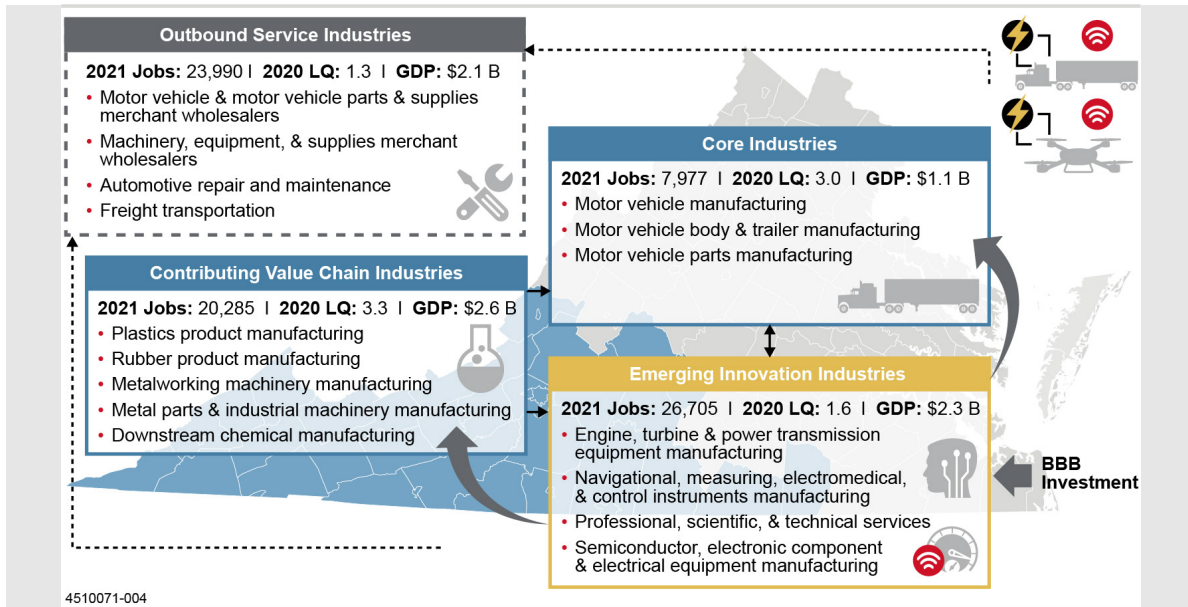 Outbound Service Industries
2021 Jobs: 23,990 I 2020 LQ: 1.3 I GDP: $2.1 B
• Motor vehicle & motor vehicle parts & supplies
merchant wholesalers
• Machinery, equipment, & supplies merchant
wholesalers
• Automotive repair and maintenance
• Freight transportation
Core Industries
2021 Jobs: 7,977 I 2020 LQ: 3.0 I GDP: $1.1 B
• Motor vehicle manufacturing
• Motor vehicle body & trailer manufacturing
• Motor vehicle parts manufacturing
Contributing Value Chain Industries
2021 Jobs: 20,285 I 2020 LQ: 3.3 I GDP: $2.6 B
• Plastics product manufacturing
• Rubber product manufacturing
• Metalworking machinery manufacturing
• Metal parts & industrial machinery manufacturing
• Downstream chemical manufacturing
Emerging Innovation Industries
2021 Jobs: 26,705 I 2020 LQ: 1.6 I GDP: $2.3 B
• Engine, turbine & power transmission
equipment manufacturing
• Navigational, measuring, electromedical,
& control instruments manufacturing
• Professional, scientific, & technical services
• Semiconductor, electronic component
& electrical equipment manufacturing
BBB
Investment
4510071-004